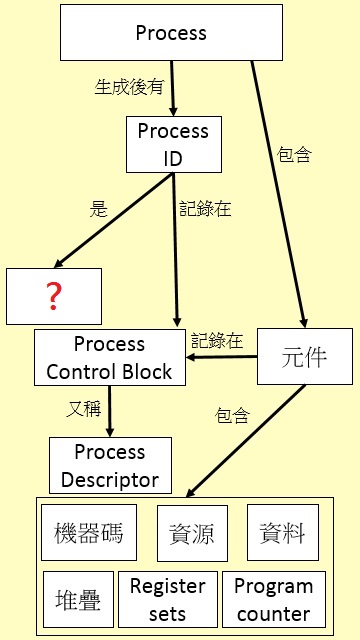 Process
生成後有
Process
ID
包含
是
記錄在
?
Process
Control Block
記錄在
元件
又稱
包含
Process
Descriptor
機器碼
資源
資料
堆疊
Register
sets
Program
counter